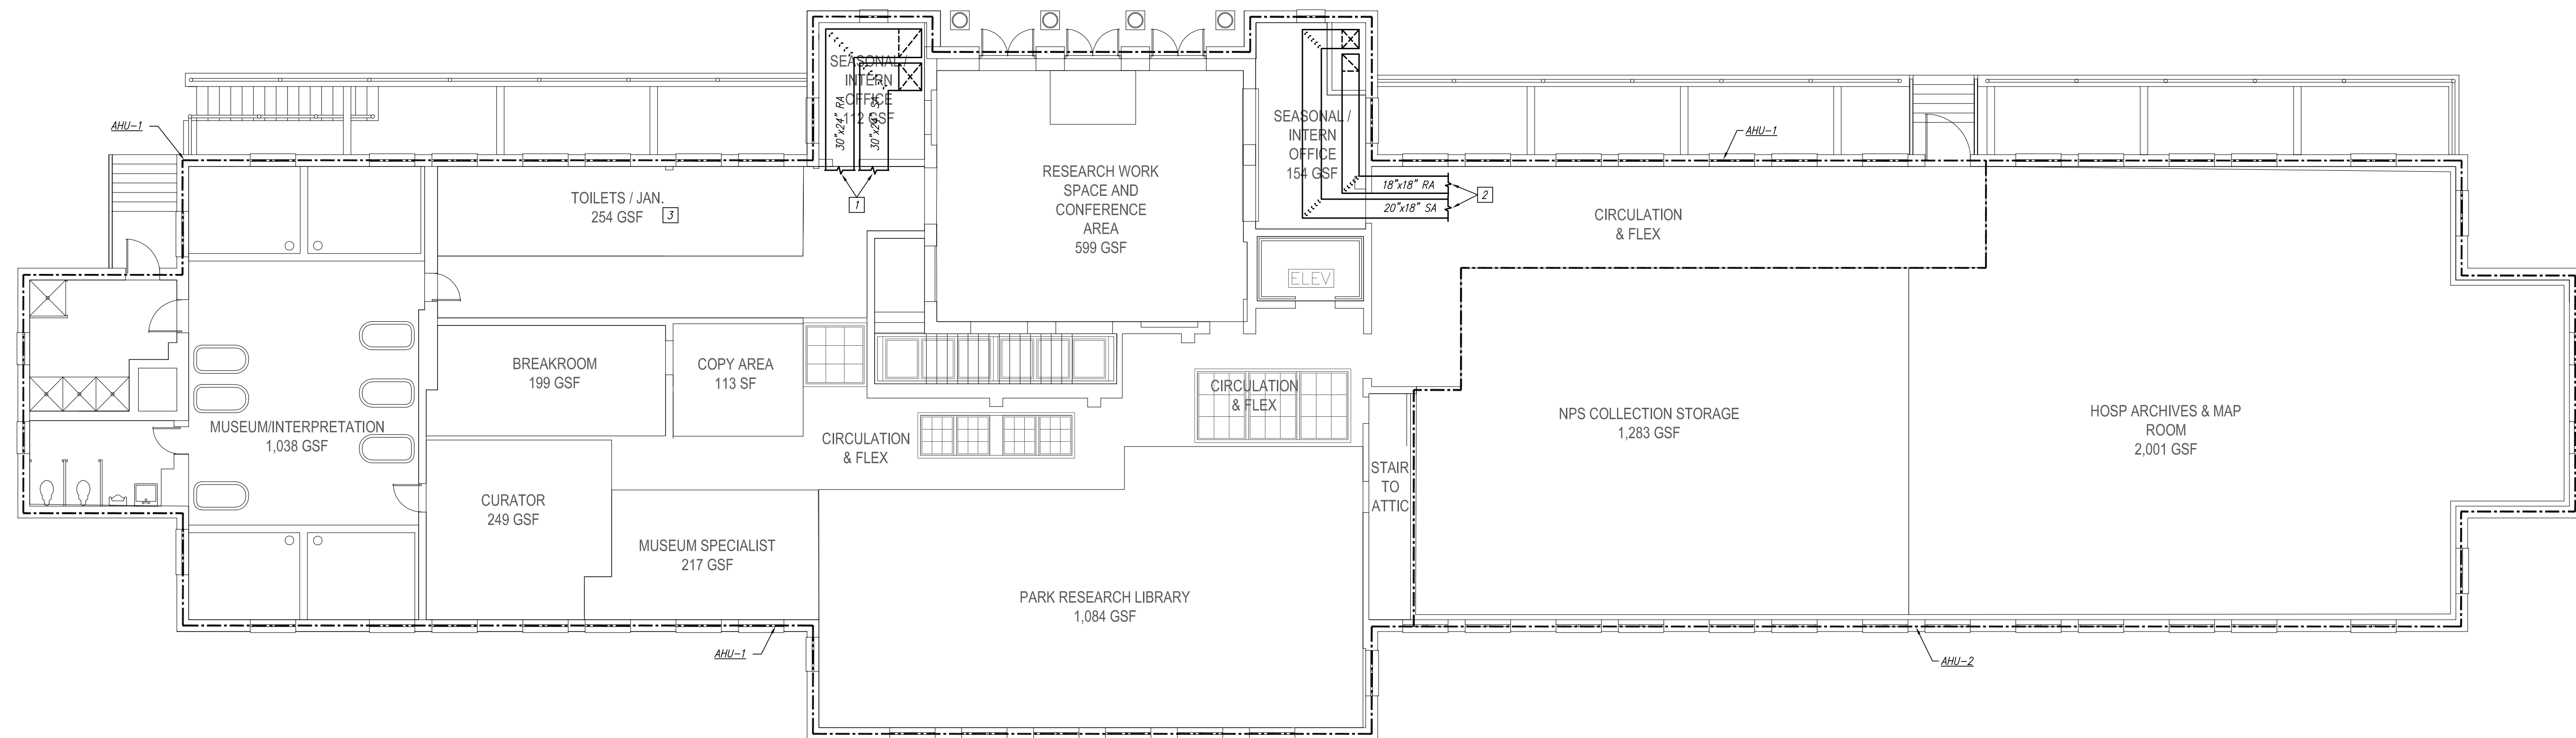 SEASONAL /
INTERN
OFFICE
112 GSF
30"x24" RA
30"x24" SA
1
SEASONAL /
INTERN
OFFICE
154 GSF
18"x18" RA
20"x18" SA
2
AHU-1
AHU-1
TOILETS / JAN.
254 GSF
3
RESEARCH WORK
SPACE AND
CONFERENCE
AREA
599 GSF
CIRCULATION
& FLEX
ELEV
BREAKROOM
199 GSF
COPY AREA
113 SF
CIRCULATION
& FLEX
MUSEUM/INTERPRETATION
1,038 GSF
CIRCULATION
& FLEX
NPS COLLECTION STORAGE
1,283 GSF
HOSP ARCHIVES & MAP
ROOM
2,001 GSF
STAIR
TO
ATTIC
CURATOR
249 GSF
MUSEUM SPECIALIST
217 GSF
PARK RESEARCH LIBRARY
1,084 GSF
AHU-1
AHU-2